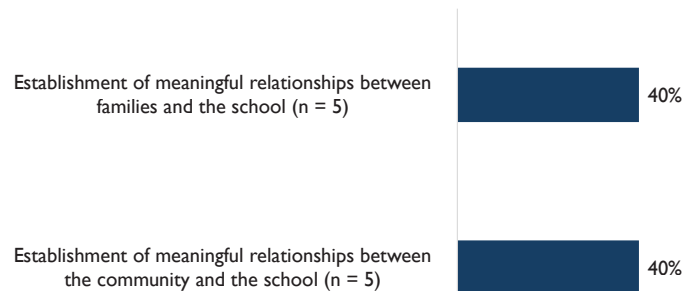 Establishment of meaningful relationships between
families and the school (n = 5)
40%
Establishment of meaningful relationships between
the community and the school (n = 5)
40%